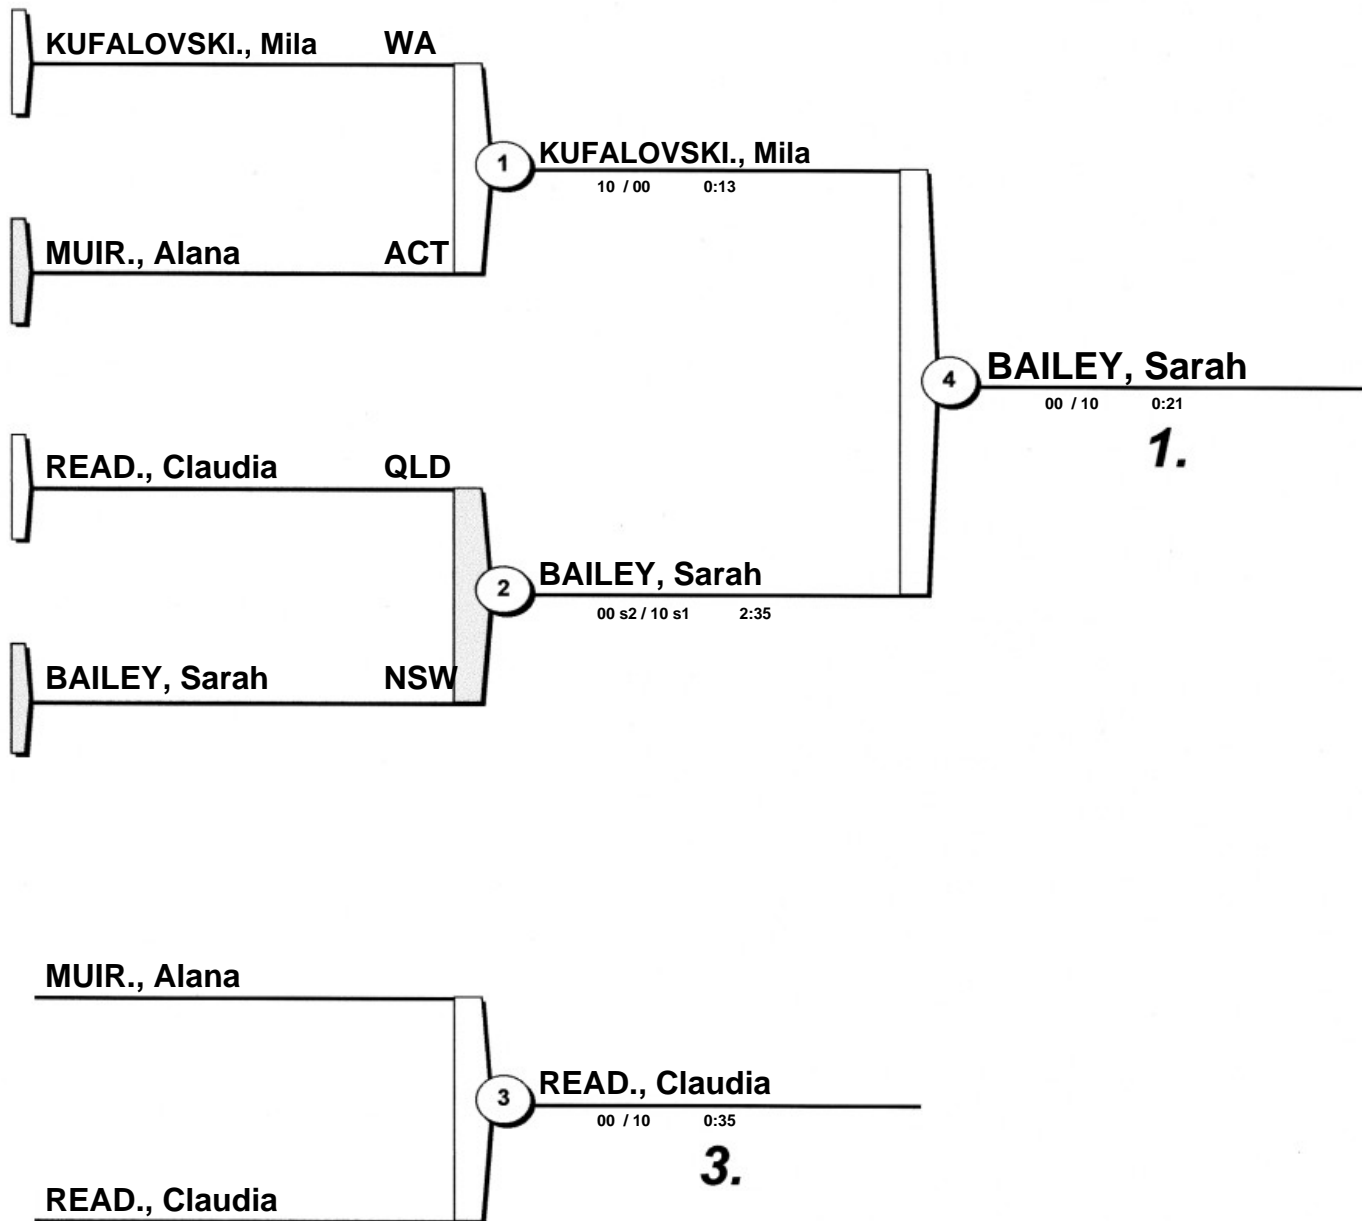 KUFALOVSKI., Mila WA
1 KUFALOVSKI., Mila
10 / 00 0:13
MUIR., Alana ACT
4 BAILEY, Sarah
00 / 10 0:21
1.
READ., Claudia QLD
2 BAILEY, Sarah
00 s2 / 10 s1 2:35
BAILEY, Sarah NSW
MUIR., Alana
3 READ., Claudia
00 / 10 0:35
3.
READ., Claudia